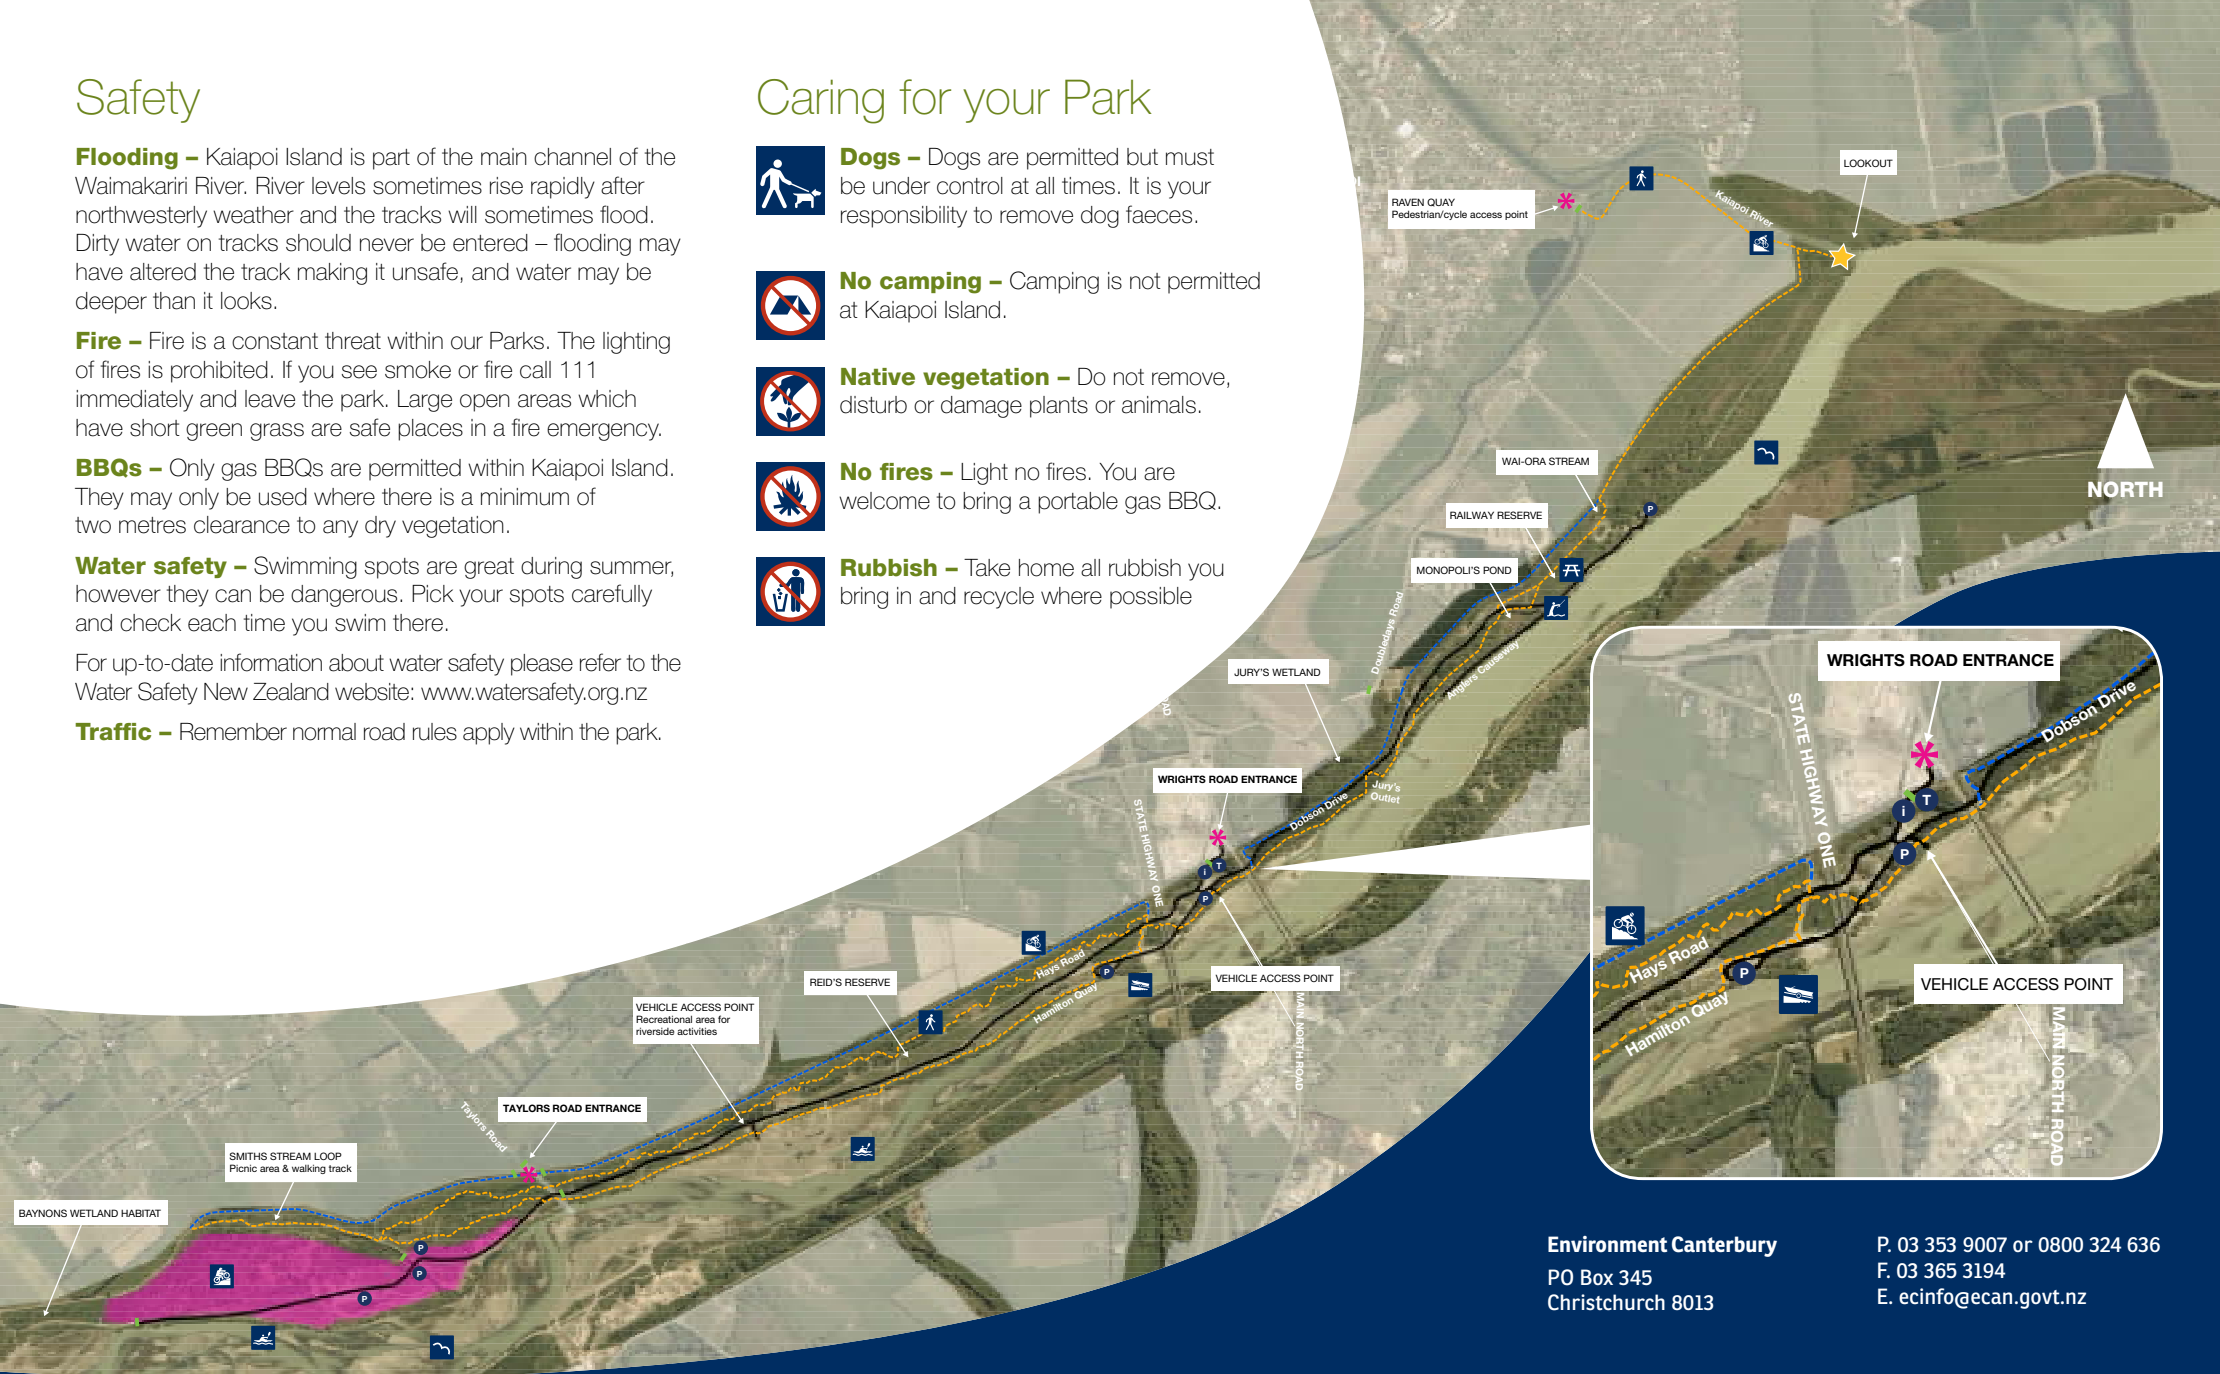 Safety
Flooding – Kaiapoi Island is part of the main channel of the
Waimakariri River. River levels sometimes rise rapidly after
northwesterly weather and the tracks will sometimes flood.
Dirty water on tracks should never be entered – flooding may
have altered the track making it unsafe, and water may be
deeper than it looks.
Fire – Fire is a constant threat within our Parks. The lighting
of fires is prohibited. If you see smoke or fire call 111
immediately and leave the park. Large open areas which
have short green grass are safe places in a fire emergency.
BBQs – Only gas BBQs are permitted within Kaiapoi Island.
They may only be used where there is a minimum of
two metres clearance to any dry vegetation.
Water safety – Swimming spots are great during summer,
however they can be dangerous. Pick your spots carefully
and check each time you swim there.
For up-to-date information about water safety please refer to the
Water Safety New Zealand website: www.watersafety.org.nz
Traffic – Remember normal road rules apply within the park.
Caring for your Park
Dogs – Dogs are permitted but must
be under control at all times. It is your
responsibility to remove dog faeces.
No camping – Camping is not permitted
at Kaiapoi Island.
Native vegetation – Do not remove,
disturb or damage plants or animals.
No fires – Light no fires. You are
welcome to bring a portable gas BBQ.
Rubbish – Take home all rubbish you
bring in and recycle where possible
LOOKOUT
RAVEN QUAY
Pedestrian/cycle access point
Kaiapoi River
NORTH
WAI-ORA STREAM
RAILWAY RESERVE
P
MONOPOLI'S POND
Doubledays Road
Anglers Causeway
JURY'S WETLAND
AD
WRIGHTS ROAD ENTRANCE
Jury's
Outlet
Dobson Drive
STATE HIGHWAY ONE
i
T
P
Hays Road
P
Hamilton Quay
VEHICLE ACCESS POINT
MAIN NORTH ROAD
REID'S RESERVE
VEHICLE ACCESS POINT
Recreational area for
riverside activities
TAYLORS ROAD ENTRANCE
Taylors Road
SMITHS STREAM LOOP
Picnic area & walking track
BAYNONS WETLAND HABITAT
P
P
P
WRIGHTS ROAD ENTRANCE
STATE HIGHWAY ONE
Dobson Drive
i
T
P
Hays Road
P
Hamilton Quay
VEHICLE ACCESS POINT
MAIN NORTH ROAD
Environment Canterbury
PO Box 345
Christchurch 8013
P. 03 353 9007 or 0800 324 636
F. 03 365 3194
E. ecinfo@ecan.govt.nz